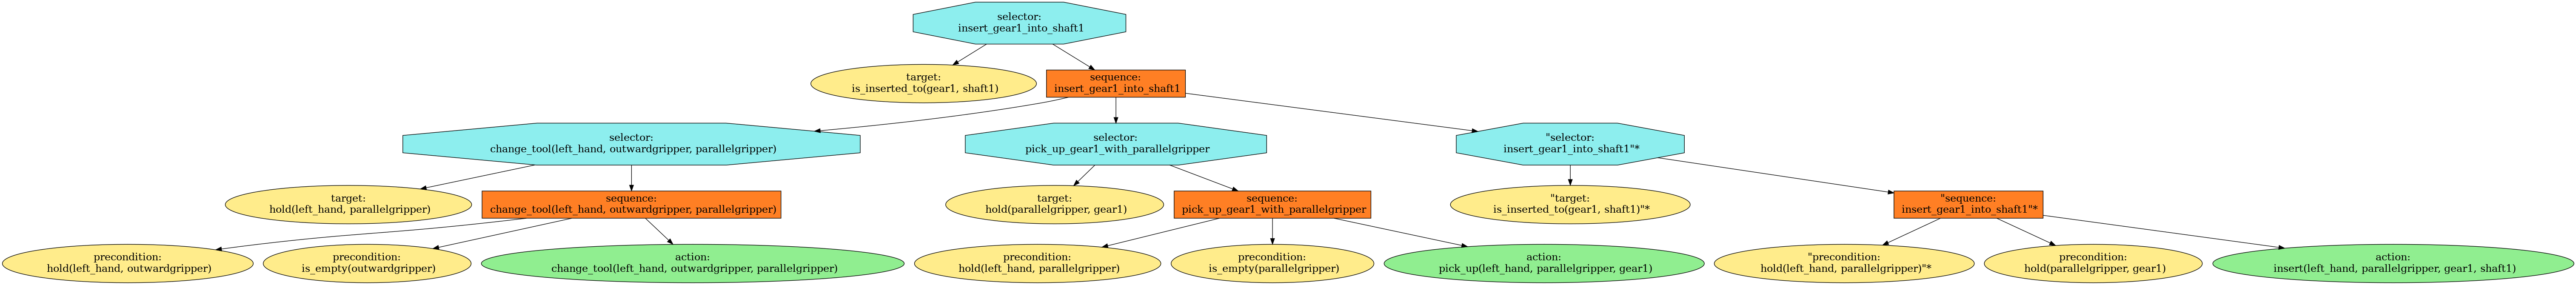 selector:
insert_gear1_into_shaft1
target:
is_inserted_to(gear1, shaft1)
sequence:
insert_gear1_into_shaft1
selector:
change_tool(left_hand, outwardgripper, parallelgripper)
selector:
pick_up_gear1_with_parallelgripper
"selector:
insert_gear1_into_shaft1"*
target:
hold(left_hand, parallelgripper)
sequence:
change_tool(left_hand, outwardgripper, parallelgripper)
target:
hold(parallelgripper, gear1)
sequence:
pick_up_gear1_with_parallelgripper
"target:
is_inserted_to(gear1, shaft1)"*
"sequence:
insert_gear1_into_shaft1"*
precondition:
hold(left_hand, outwardgripper)
precondition:
is_empty(outwardgripper)
action:
change_tool(left_hand, outwardgripper, parallelgripper)
precondition:
hold(left_hand, parallelgripper)
precondition:
is_empty(parallelgripper)
action:
pick_up(left_hand, parallelgripper, gear1)
"precondition:
hold(left_hand, parallelgripper)"*
precondition:
hold(parallelgripper, gear1)
action:
insert(left_hand, parallelgripper, gear1, shaft1)